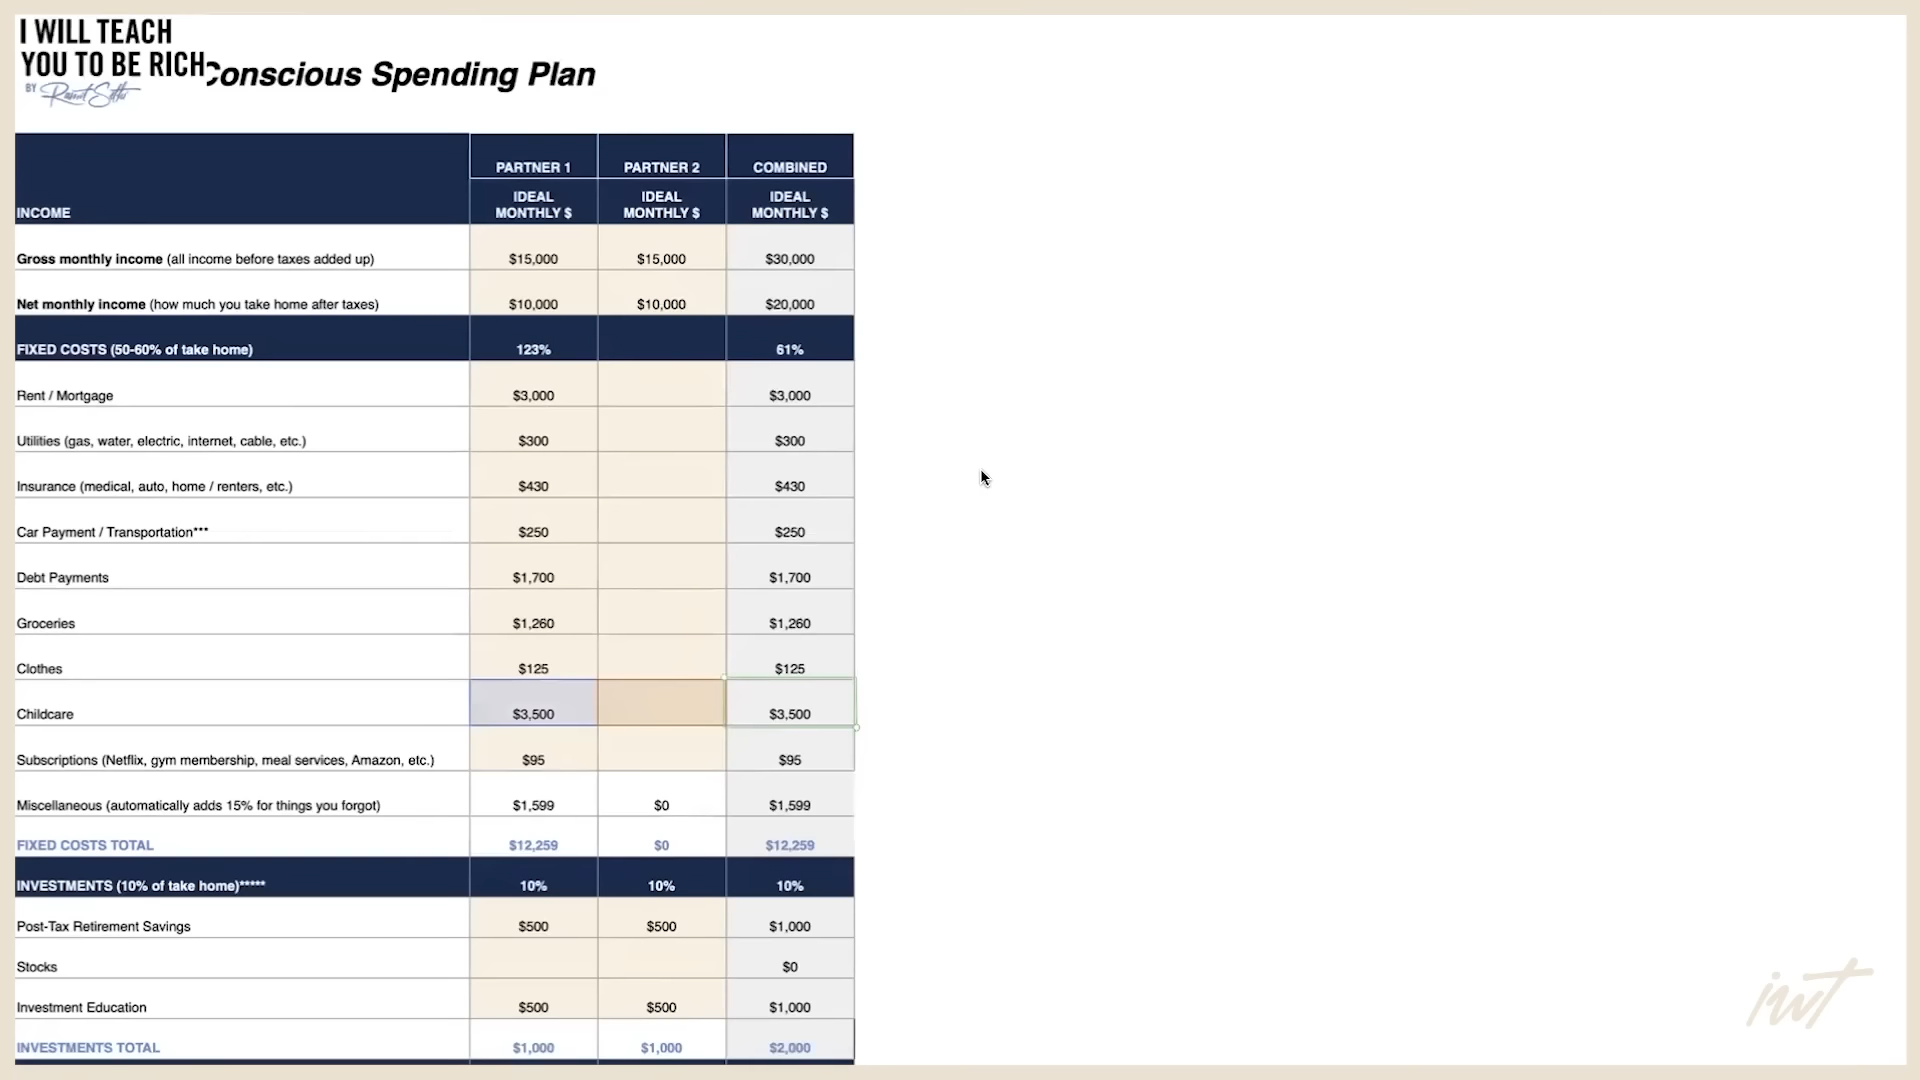 I WILL TEACH
YOU TO BE RICH
BY Ramit Sethi
Conscious Spending Plan
PARTNER 1 PARTNER 2 COMBINED
INCOME IDEAL MONTHLY $ IDEAL MONTHLY $ IDEAL MONTHLY $
Gross monthly income (all income before taxes added up) $15,000 $15,000 $30,000
Net monthly income (how much you take home after taxes) $10,000 $10,000 $20,000
FIXED COSTS (50-60% of take home) 123% 61%
Rent / Mortgage $3,000 $3,000
Utilities (gas, water, electric, internet, cable, etc.) $300 $300
Insurance (medical, auto, home / renters, etc.) $430 $430
Car Payment / Transportation*** $250 $250
Debt Payments $1,700 $1,700
Groceries $1,260 $1,260
Clothes $125 $125
Childcare $3,500 $3,500
Subscriptions (Netflix, gym membership, meal services, Amazon, etc.) $95 $95
Miscellaneous (automatically adds 15% for things you forgot) $1,599 $0 $1,599
FIXED COSTS TOTAL $12,259 $0 $12,259
INVESTMENTS (10% of take home)***** 10% 10% 10%
Post-Tax Retirement Savings $500 $500 $1,000
Stocks $0
Investment Education $500 $500 $1,000
INVESTMENTS TOTAL $1,000 $1,000 $2,000
iwt